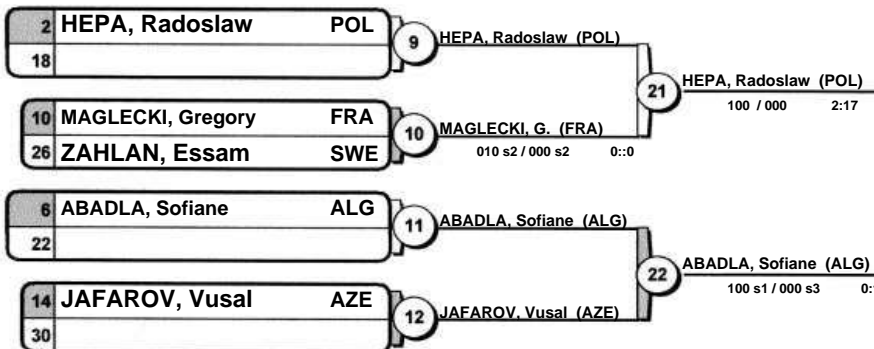 2 HEPA, Radoslaw POL
18
9
HEPA, Radoslaw (POL)
10 MAGLECKI, Gregory FRA
26 ZAHLAN, Essam SWE
10
MAGLECKI, G. (FRA)
010 s2 / 000 s2 0::0
21
HEPA, Radoslaw (POL)
100 / 000 2:17
6 ABADLA, Sofiane ALG
22
11
ABADLA, Sofiane (ALG)
14 JAFAROV, Vusal AZE
30
12
JAFAROV, Vusal (AZE)
22
ABADLA, Sofiane (ALG)
100 s1 / 000 s3